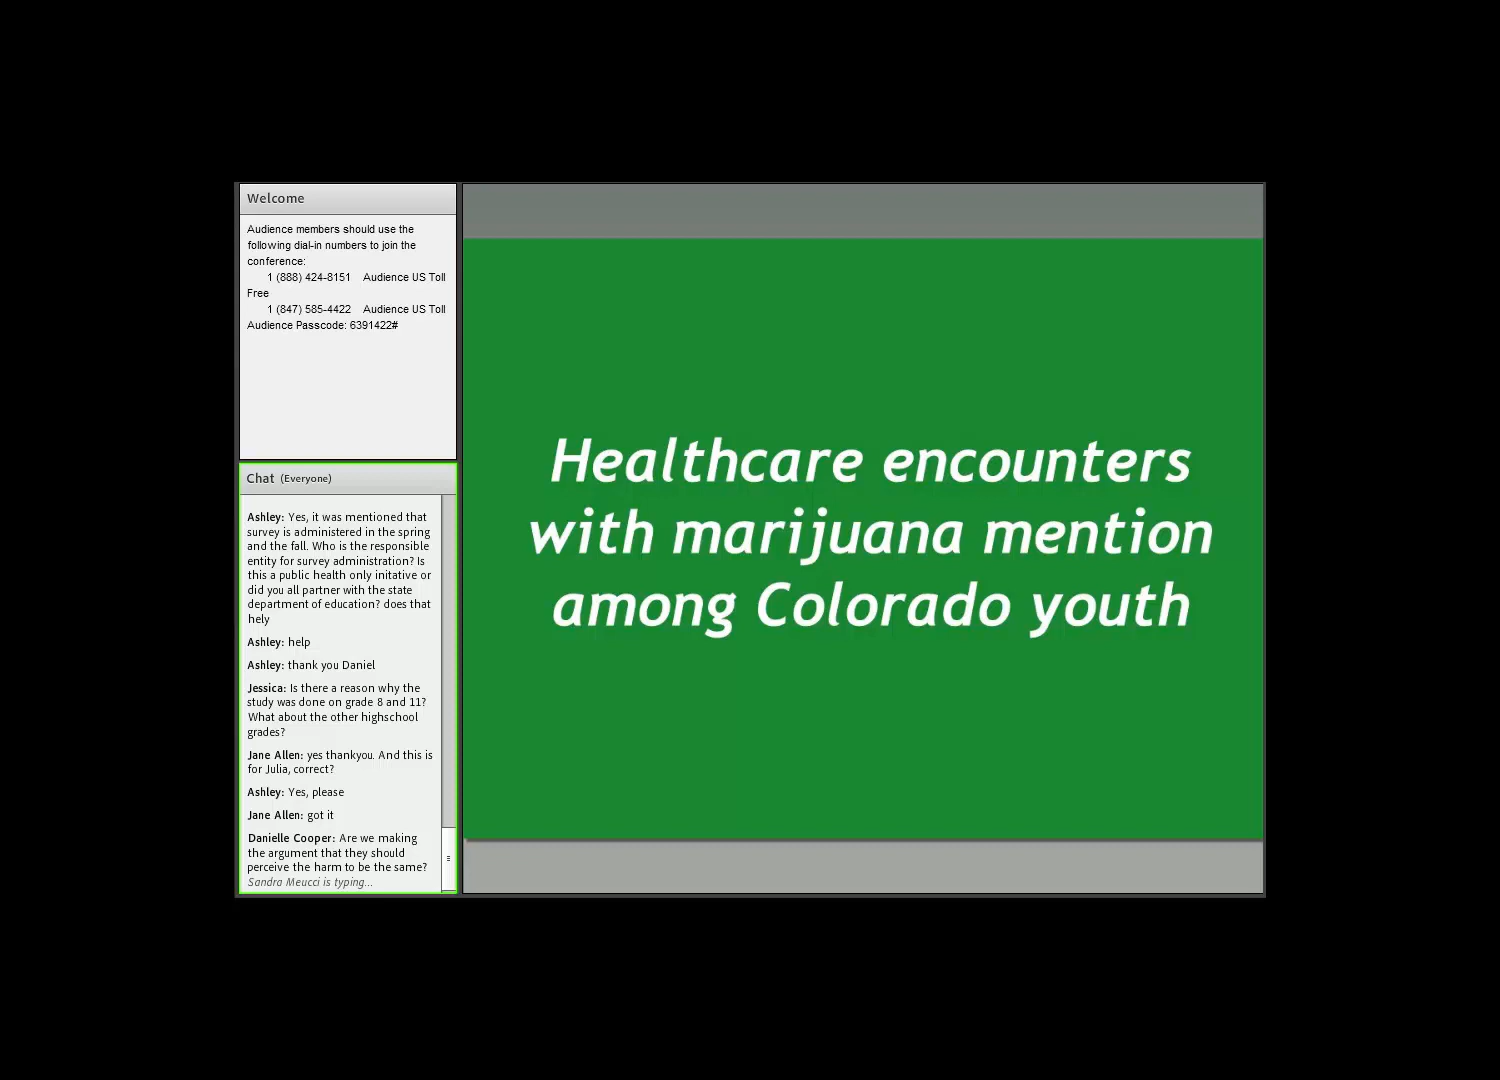 Welcome
Audience members should use the
following dial-in numbers to join the
conference:
1 (888) 424-8151 Audience US Toll
Free
1 (847) 585-4422 Audience US Toll
Audience Passcode: 6391422#
Chat (Everyone)
Ashley: Yes, it was mentioned that
survey is administered in the spring
and the fall. Who is the responsible
entity for survey administration? Is
this a public health only initative or
did you all partner with the state
department of education? does that
hely
Ashley: help
Ashley: thank you Daniel
Jessica: Is there a reason why the
study was done on grade 8 and 11?
What about the other highschool
grades?
Jane Allen: yes thankyou. And this is
for Julia, correct?
Ashley: Yes, please
Jane Allen: got it
Danielle Cooper: Are we making
the argument that they should
perceive the harm to be the same?
Sandra Meucci is typing...
Healthcare encounters
with marijuana mention
among Colorado youth